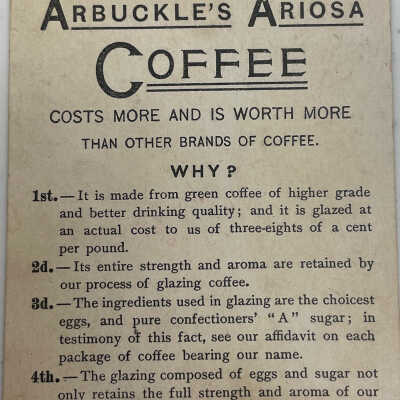 ARBUCKLE'S ARIOSA
COFFEE
COSTS MORE AND IS WORTH MORE
THAN OTHER BRANDS OF COFFEE.
WHY?
1st.—It is made from green coffee of higher grade
and better drinking quality; and it is glazed at
an actual cost to us of three-eights of a cent
per pound.
2d.—Its entire strength and aroma are retained by
our process of glazing coffee.
3d.—The ingredients used in glazing are the choicest
eggs, and pure confectioners' "A" sugar; in
testimony of this fact, see our affidavit on each
package of coffee bearing our name.
4th.—The glazing composed of eggs and sugar not
only retains the full strength and aroma of our